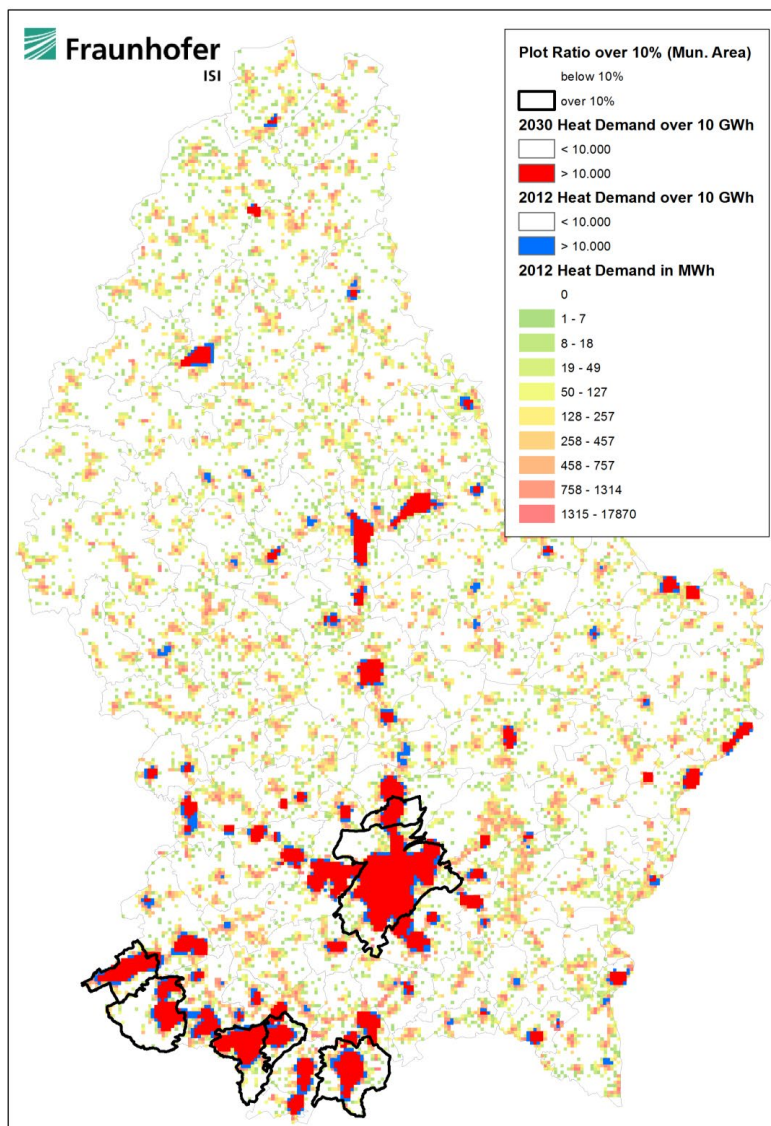 Fraunhofer
ISI
Plot Ratio over 10% (Mun. Area)
below 10%
over 10%
2030 Heat Demand over 10 GWh
< 10.000
> 10.000
2012 Heat Demand over 10 GWh
< 10.000
> 10.000
2012 Heat Demand in MWh
0
1 - 7
8 - 18
19 - 49
50 - 127
128 - 257
258 - 457
458 - 757
758 - 1314
1315 - 17870